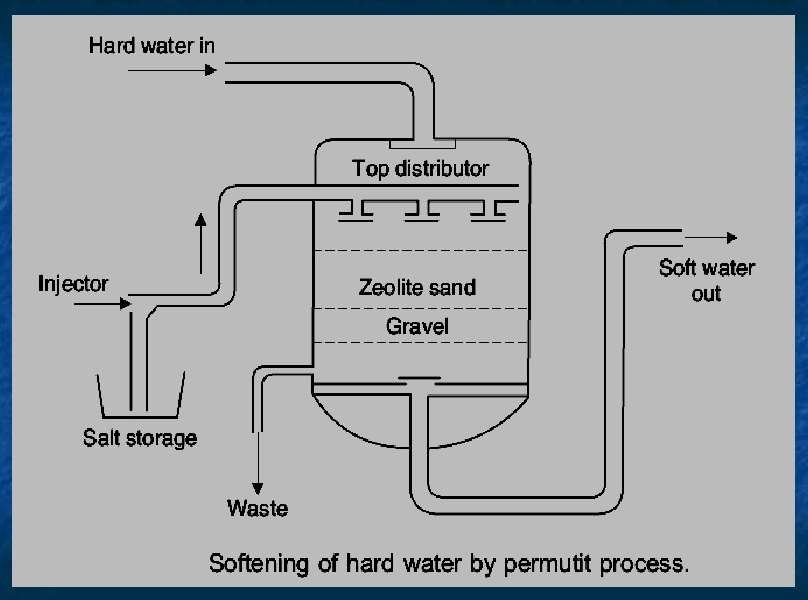 Hard water in
Top distributor
Injector
Zeolite sand
Gravel
Soft water
out
Salt storage
Waste
Softening of hard water by permutit process.